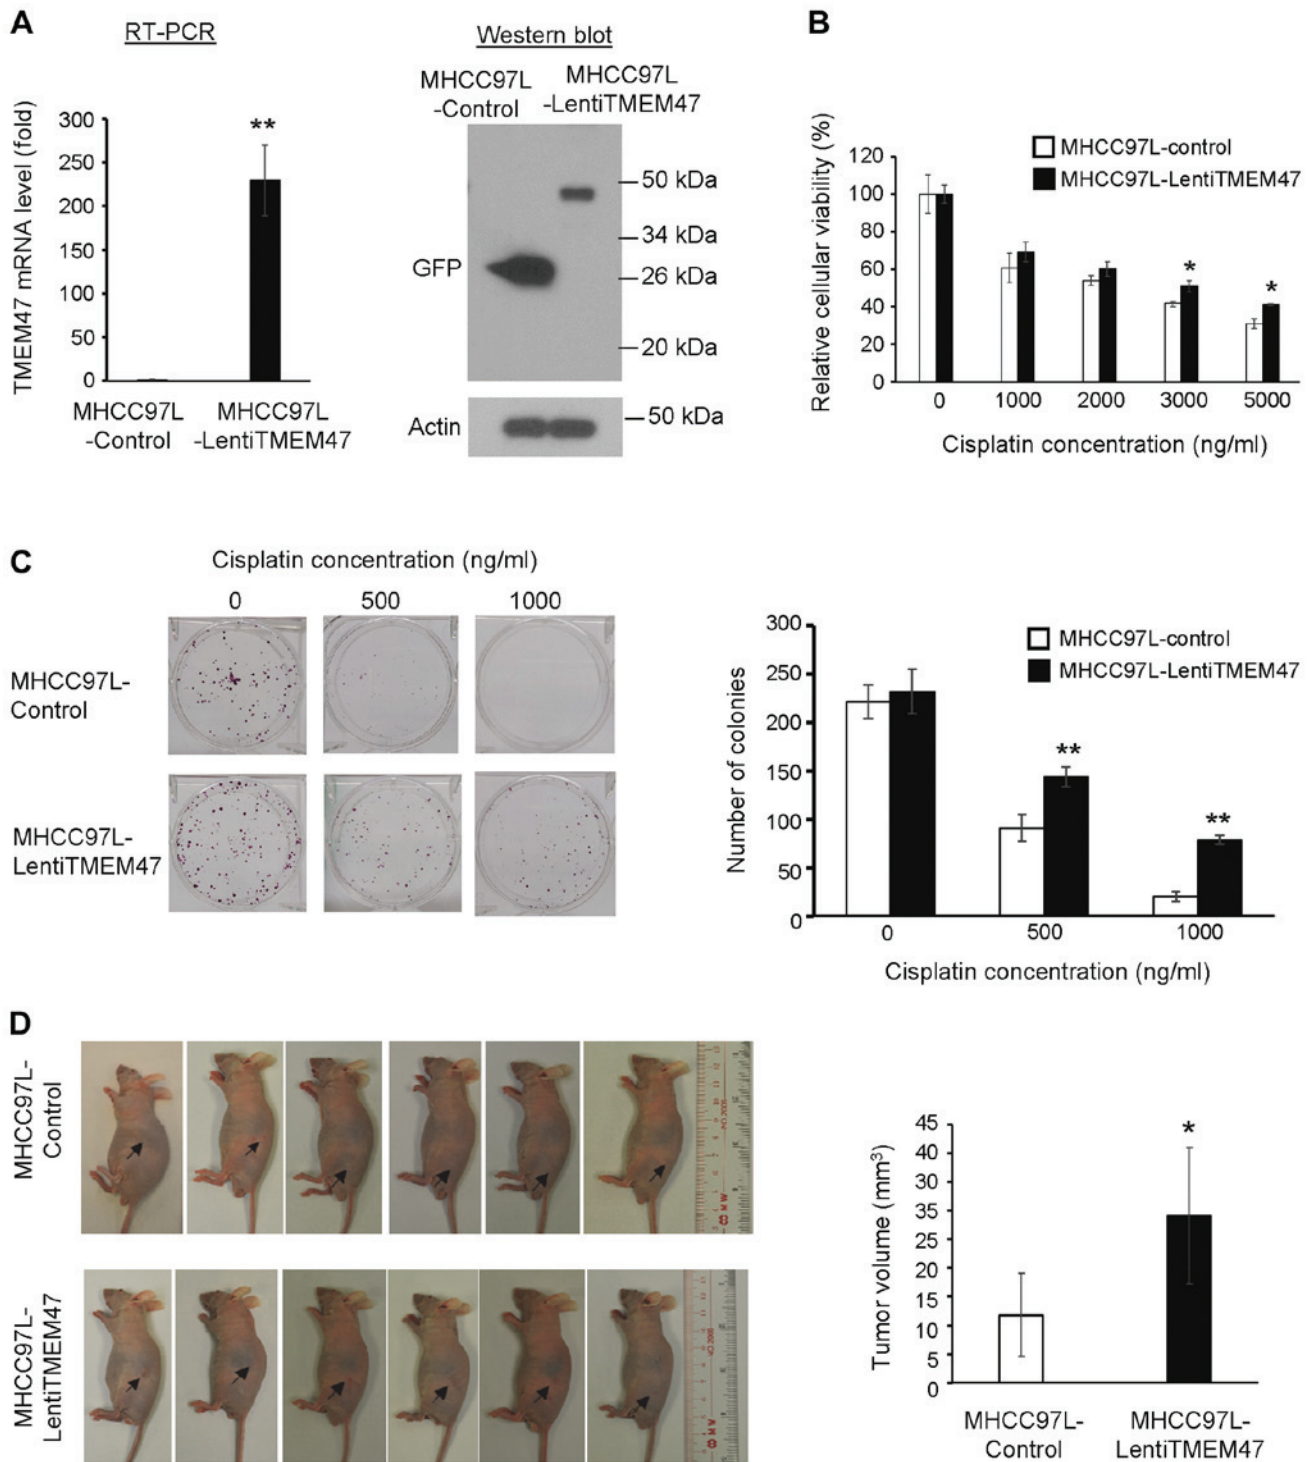 A
RT-PCR
TMEM47 mRNA level (fold)
300
250
200
150
100
50
0
**
MHCC97L
-Control
MHCC97L
-LentiTMEM47
Western blot
MHCC97L
-Control
MHCC97L
-LentiTMEM47
50 kDa
34 kDa
GFP
26 kDa
20 kDa
Actin
50 kDa
B
MHCC97L-control
MHCC97L-LentiTMEM47
Relative cellular viability (%)
120
100
80
60
40
20
0
*
*
0 1000 2000 3000 5000
Cisplatin concentration (ng/ml)
C
Cisplatin concentration (ng/ml)
0 500 1000
MHCC97L-
Control
MHCC97L-
LentiTMEM47
MHCC97L-control
MHCC97L-LentiTMEM47
Number of colonies
300
250
200
150
100
50
0
**
**
0 500 1000
Cisplatin concentration (ng/ml)
D
MHCC97L-
Control
MHCC97L-
LentiTMEM47
Tumor volume (mm³)
45
40
30
35
25
20
15
10
5
0
*
MHCC97L-
Control
MHCC97L-
LentiTMEM47